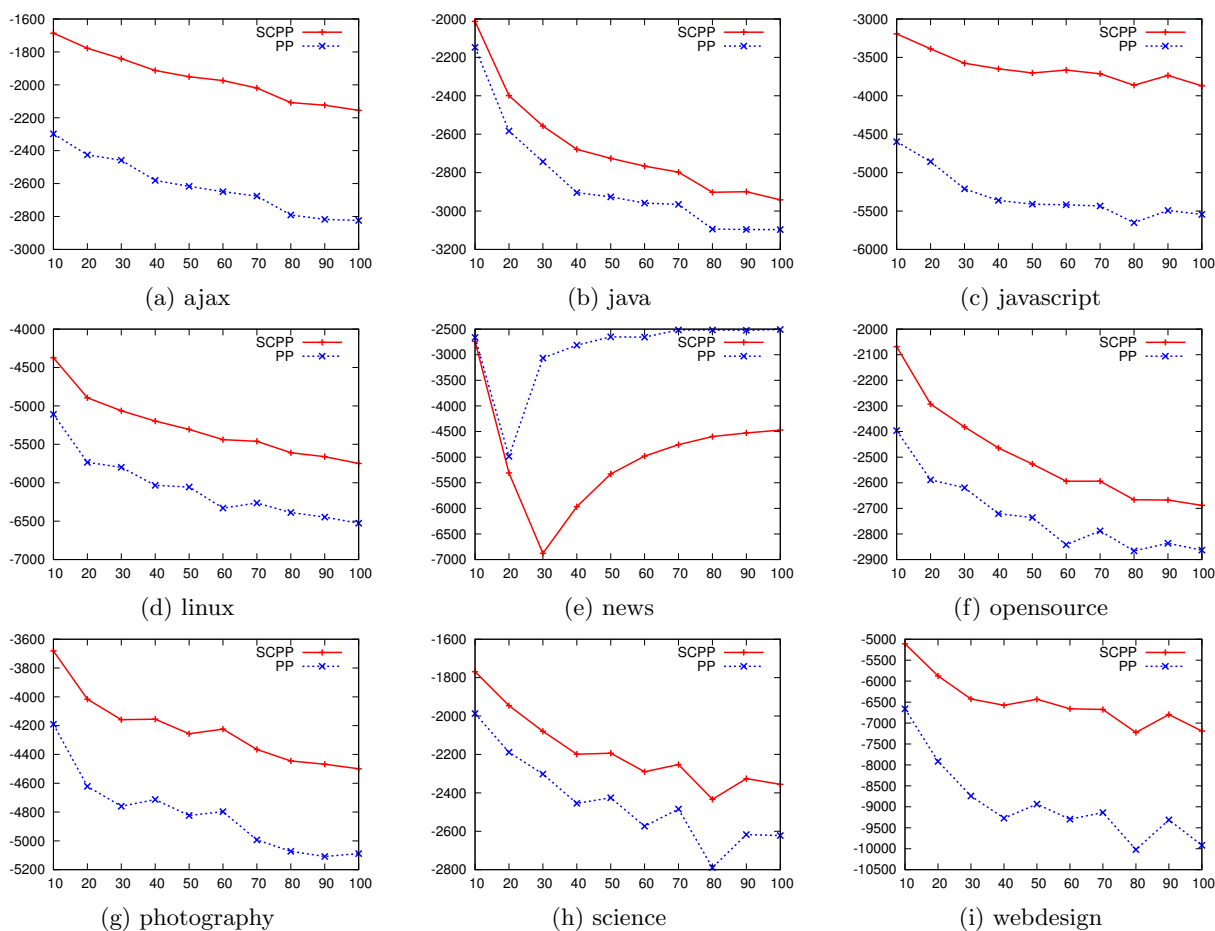 -1600
-1800
-2000
-2200
-2400
-2600
-2800
-3000
10 20 30 40 50 60 70 80 90 100
SCPP
PP
(a) ajax
-2000
-2200
-2400
-2600
-2800
-3000
-3200
10 20 30 40 50 60 70 80 90 100
SCPP
PP
(b) java
-3000
-3500
-4000
-4500
-5000
-5500
-6000
10 20 30 40 50 60 70 80 90 100
SCPP
PP
(c) javascript
-4000
-4500
-5000
-5500
-6000
-6500
-7000
10 20 30 40 50 60 70 80 90 100
SCPP
PP
(d) linux
-2500
-3000
-3500
-4000
-4500
-5000
-5500
-6000
-6500
-7000
10 20 30 40 50 60 70 80 90 100
SCPP
PP
(e) news
-2000
-2100
-2200
-2300
-2400
-2500
-2600
-2700
-2800
-2900
10 20 30 40 50 60 70 80 90 100
SCPP
PP
(f) opensource
-3600
-3800
-4000
-4200
-4400
-4600
-4800
-5000
-5200
10 20 30 40 50 60 70 80 90 100
SCPP
PP
(g) photography
-1600
-1800
-2000
-2200
-2400
-2600
-2800
10 20 30 40 50 60 70 80 90 100
SCPP
PP
(h) science
-5000
-5500
-6000
-6500
-7000
-7500
-8000
-8500
-9000
-9500
-10000
-10500
10 20 30 40 50 60 70 80 90 100
SCPP
PP
(i) webdesign